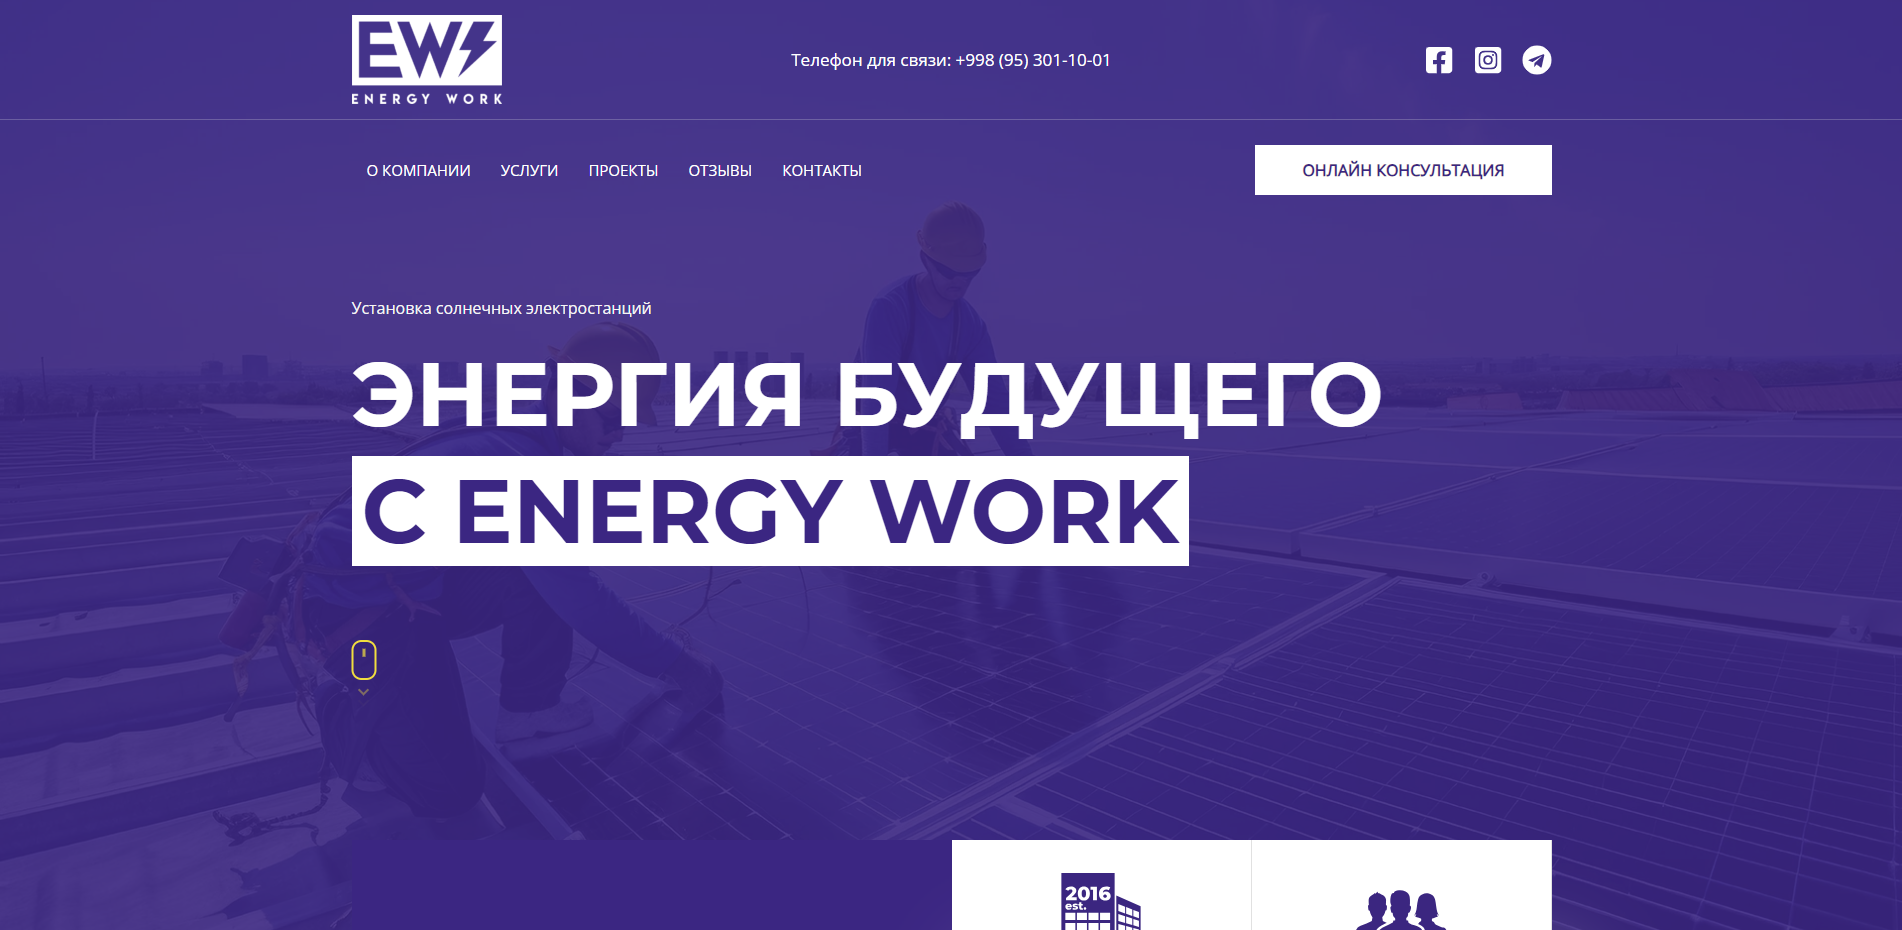 EW
ENERGY WORK
Телефон для связи: +998 (95) 301-10-01
О КОМПАНИИ
УСЛУГИ
ПРОЕКТЫ
ОТЗЫВЫ
КОНТАКТЫ
ОНЛАЙН КОНСУЛЬТАЦИЯ
Установка солнечных электростанций
ЭНЕРГИЯ БУДУЩЕГО
С ENERGY WORK
2016
est.